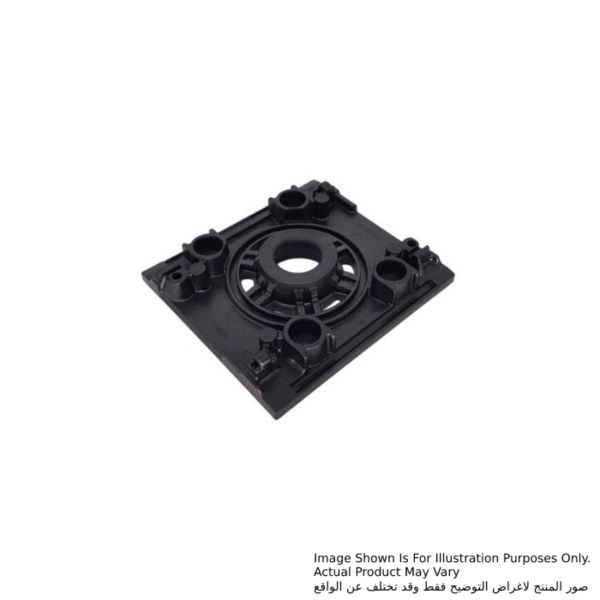 Image Shown Is For Illustration Purposes Only.
Actual Product May Vary
صور المنتج لاغراض التوضيح فقط وقد تختلف عن الواقع